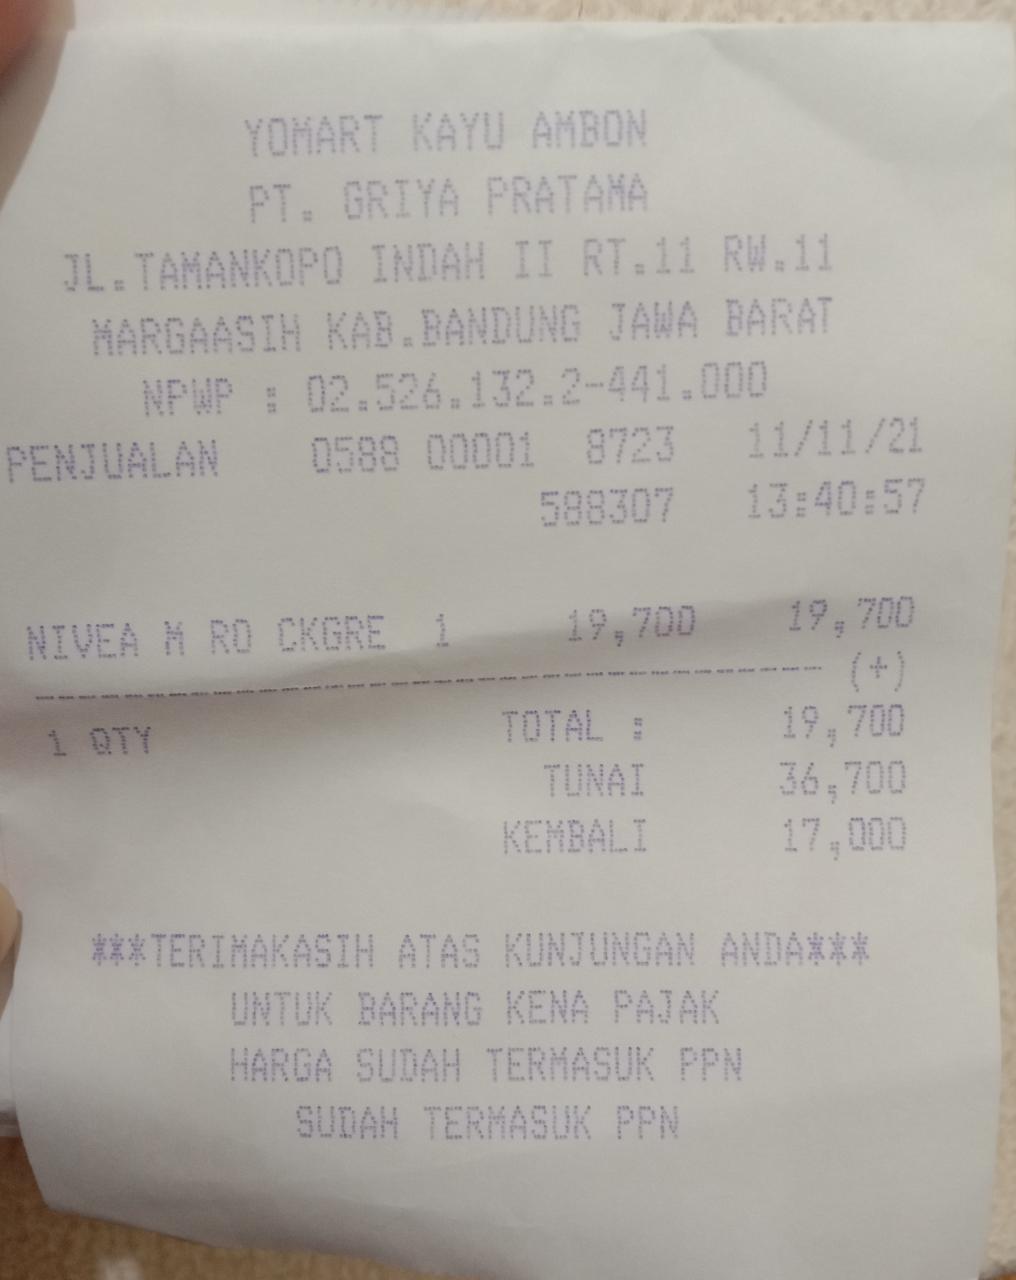 YOMART KAYU AMBON
PT. GRIYA PRATAMA
JL.TAMANKOPO INDAH II RT.11 RW.11
MARGAASIH KAB.BANDUNG JAWA BARAT
NPWP : 02.526.132.2-441.000
PENJUALAN 0588 00001 8723 11/11/21
588307 13:40:57
NIVEA M RO CKGRE 1 19,700 19,700
(+)
1 QTY TOTAL : 19,700
TUNAI 36,700
KEMBALI 17,000
***TERIMAKASIH ATAS KUNJUNGAN ANDA***
UNTUK BARANG KENA PAJAK
HARGA SUDAH TERMASUK PPN
SUDAH TERMASUK PPN